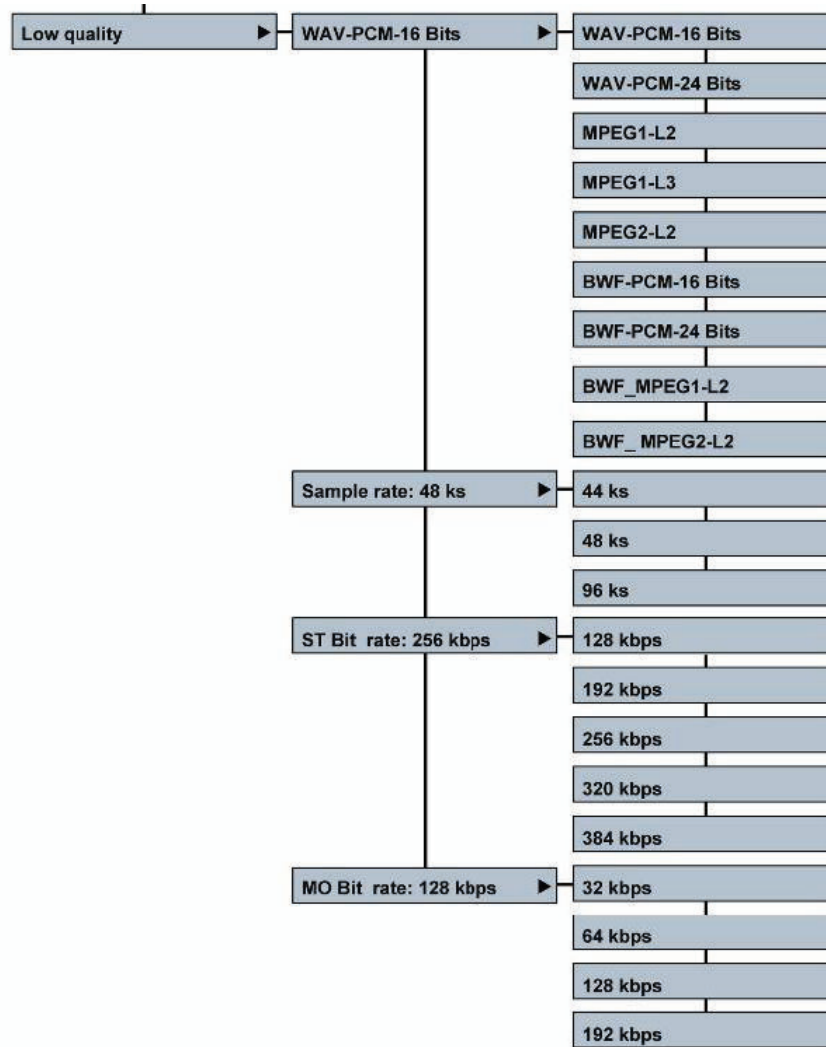 Low quality
WAV-PCM-16 Bits
WAV-PCM-16 Bits
WAV-PCM-24 Bits
MPEG1-L2
MPEG1-L3
MPEG2-L2
BWF-PCM-16 Bits
BWF-PCM-24 Bits
BWF_MPEG1-L2
BWF_ MPEG2-L2
Sample rate: 48 ks
44 ks
48 ks
96 ks
ST Bit rate: 256 kbps
128 kbps
192 kbps
256 kbps
320 kbps
384 kbps
MO Bit rate: 128 kbps
32 kbps
64 kbps
128 kbps
192 kbps